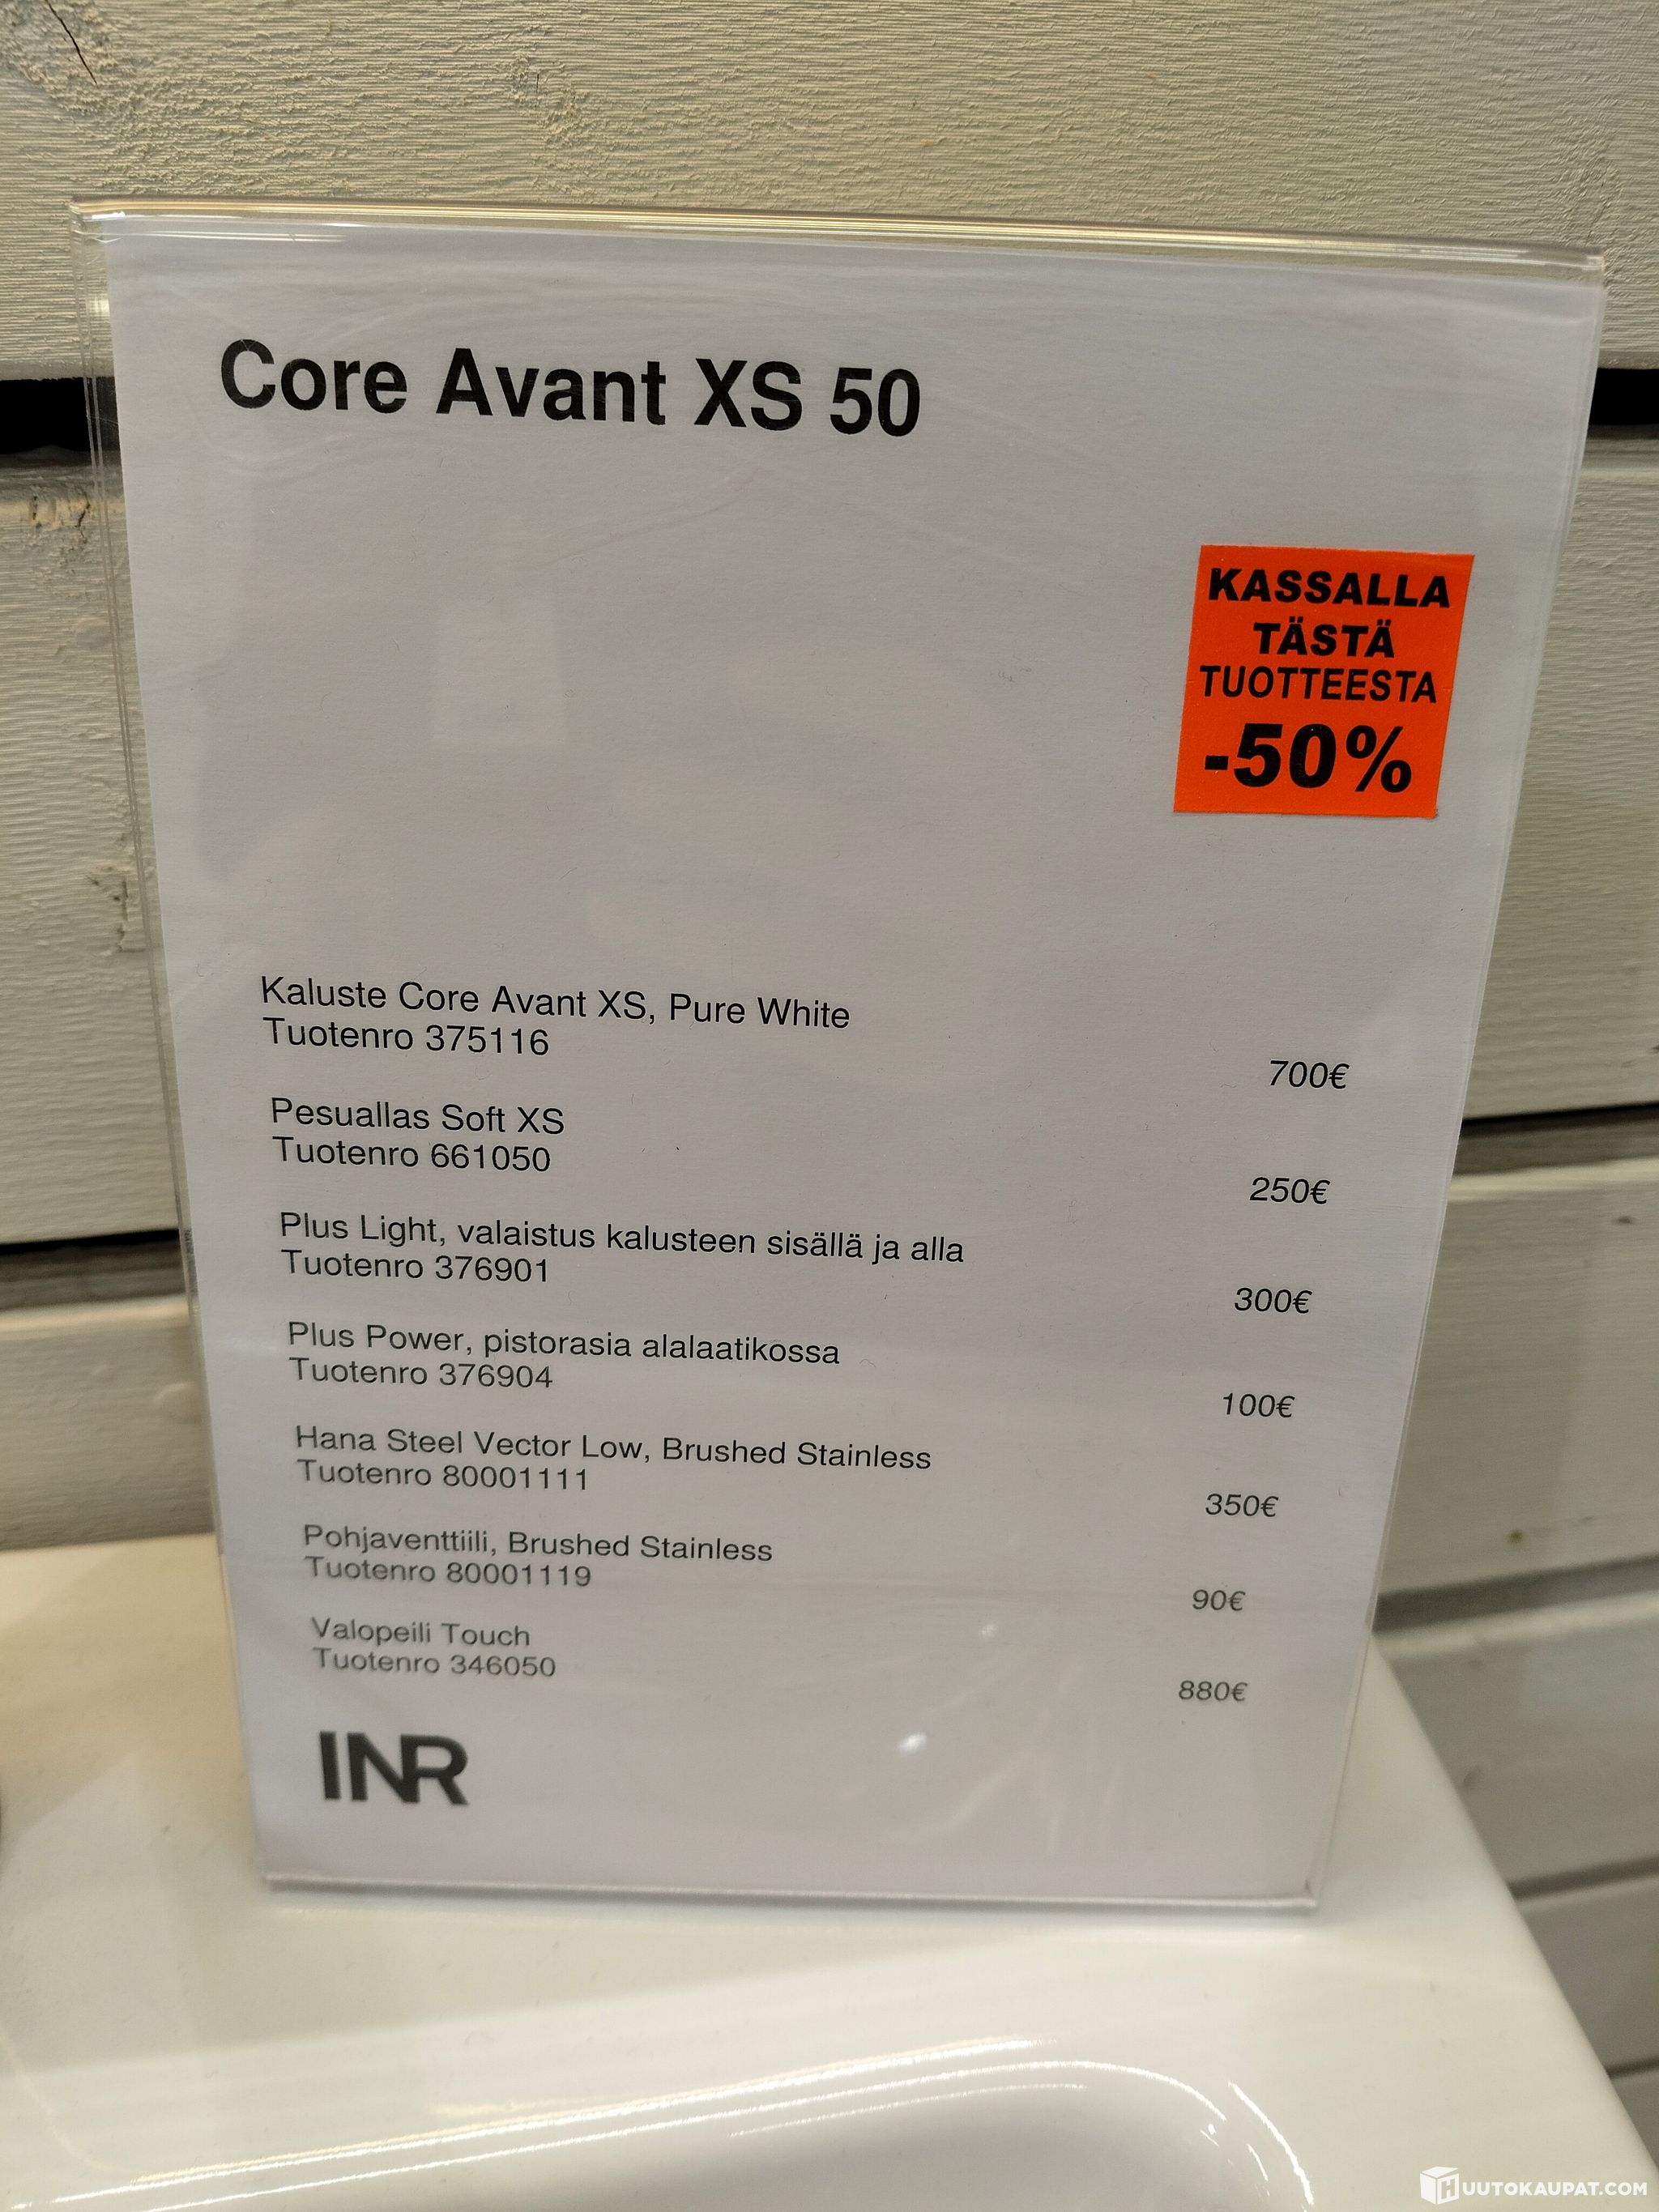 Core Avant XS 50
KASSALLA
TÄSTÄ
TUOTTEESTA
-50%
Kaluste Core Avant XS, Pure White
Tuotenro 375116
700€
Pesuallas Soft XS
Tuotenro 661050
250€
Plus Light, valaistus kalusteen sisällä ja alla
Tuotenro 376901
300€
Plus Power, pistorasia alalaatikossa
Tuotenro 376904
100€
Hana Steel Vector Low, Brushed Stainless
Tuotenro 80001111
350€
Pohjaventtiili, Brushed Stainless
Tuotenro 80001119
90€
Valopeili Touch
Tuotenro 346050
880€
INR
HUUTOKAUPAT.COM